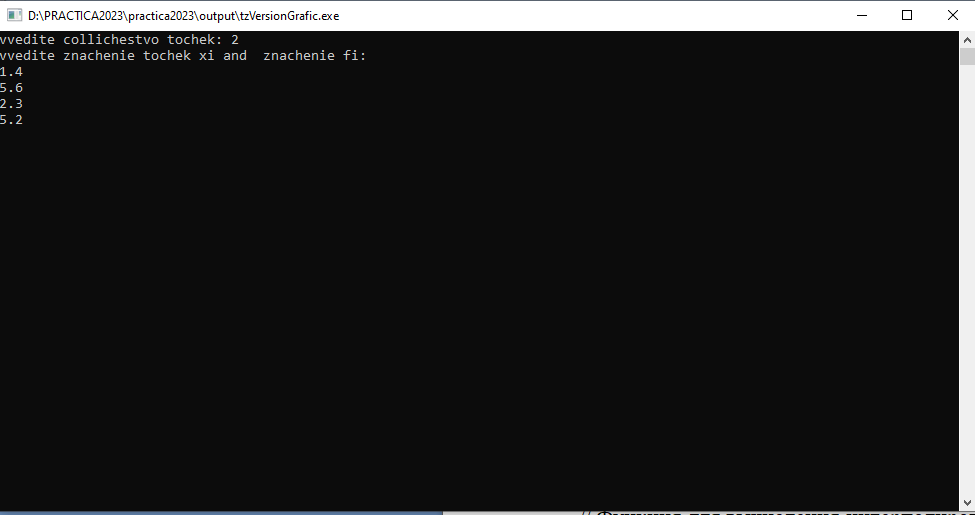 D:\PRACTICA2023\practica2023\output\tzVersionGrafic.exe
vvedite collichestvo tochek: 2
vvedite znachenie tochek xi and  znachenie fi:
1.4
5.6
2.3
5.2